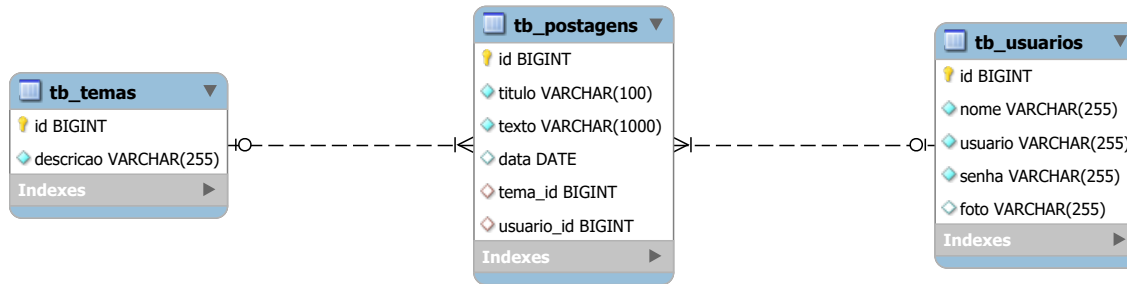 tb_temas
id BIGINT
descricao VARCHAR(255)
Indexes
tb_postagens
id BIGINT
titulo VARCHAR(100)
texto VARCHAR(1000)
data DATE
tema_id BIGINT
usuario_id BIGINT
Indexes
tb_usuarios
id BIGINT
nome VARCHAR(255)
usuario VARCHAR(255)
senha VARCHAR(255)
foto VARCHAR(255)
Indexes